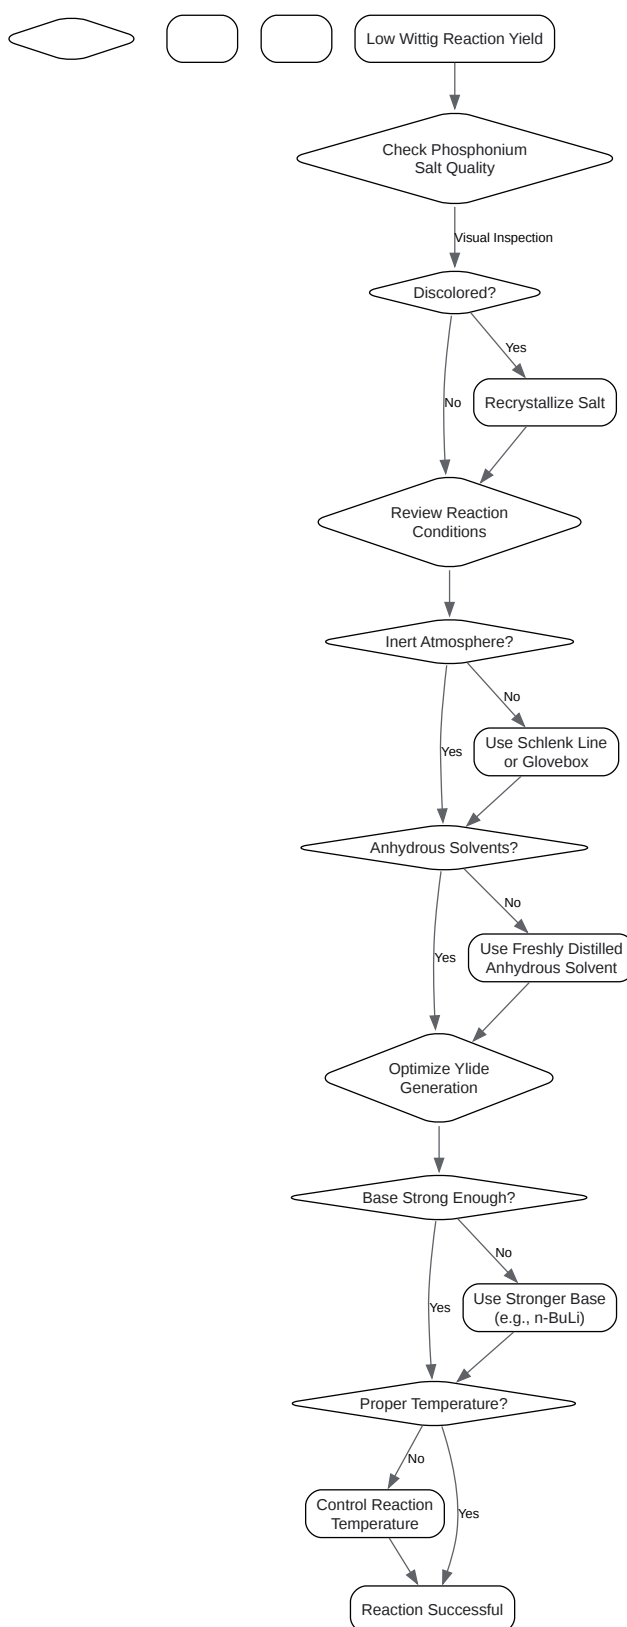 Low Wittig Reaction Yield
Check Phosphonium
Salt Quality
Visual Inspection
Discolored?
Yes
No
Recrystallize Salt
Review Reaction
Conditions
Inert Atmosphere?
No
Yes
Use Schlenk Line
or Glovebox
Anhydrous Solvents?
No
Yes
Use Freshly Distilled
Anhydrous Solvent
Optimize Ylide
Generation
Base Strong Enough?
No
Yes
Use Stronger Base
(e.g., n-BuLi)
Proper Temperature?
No
Yes
Control Reaction
Temperature
Reaction Successful